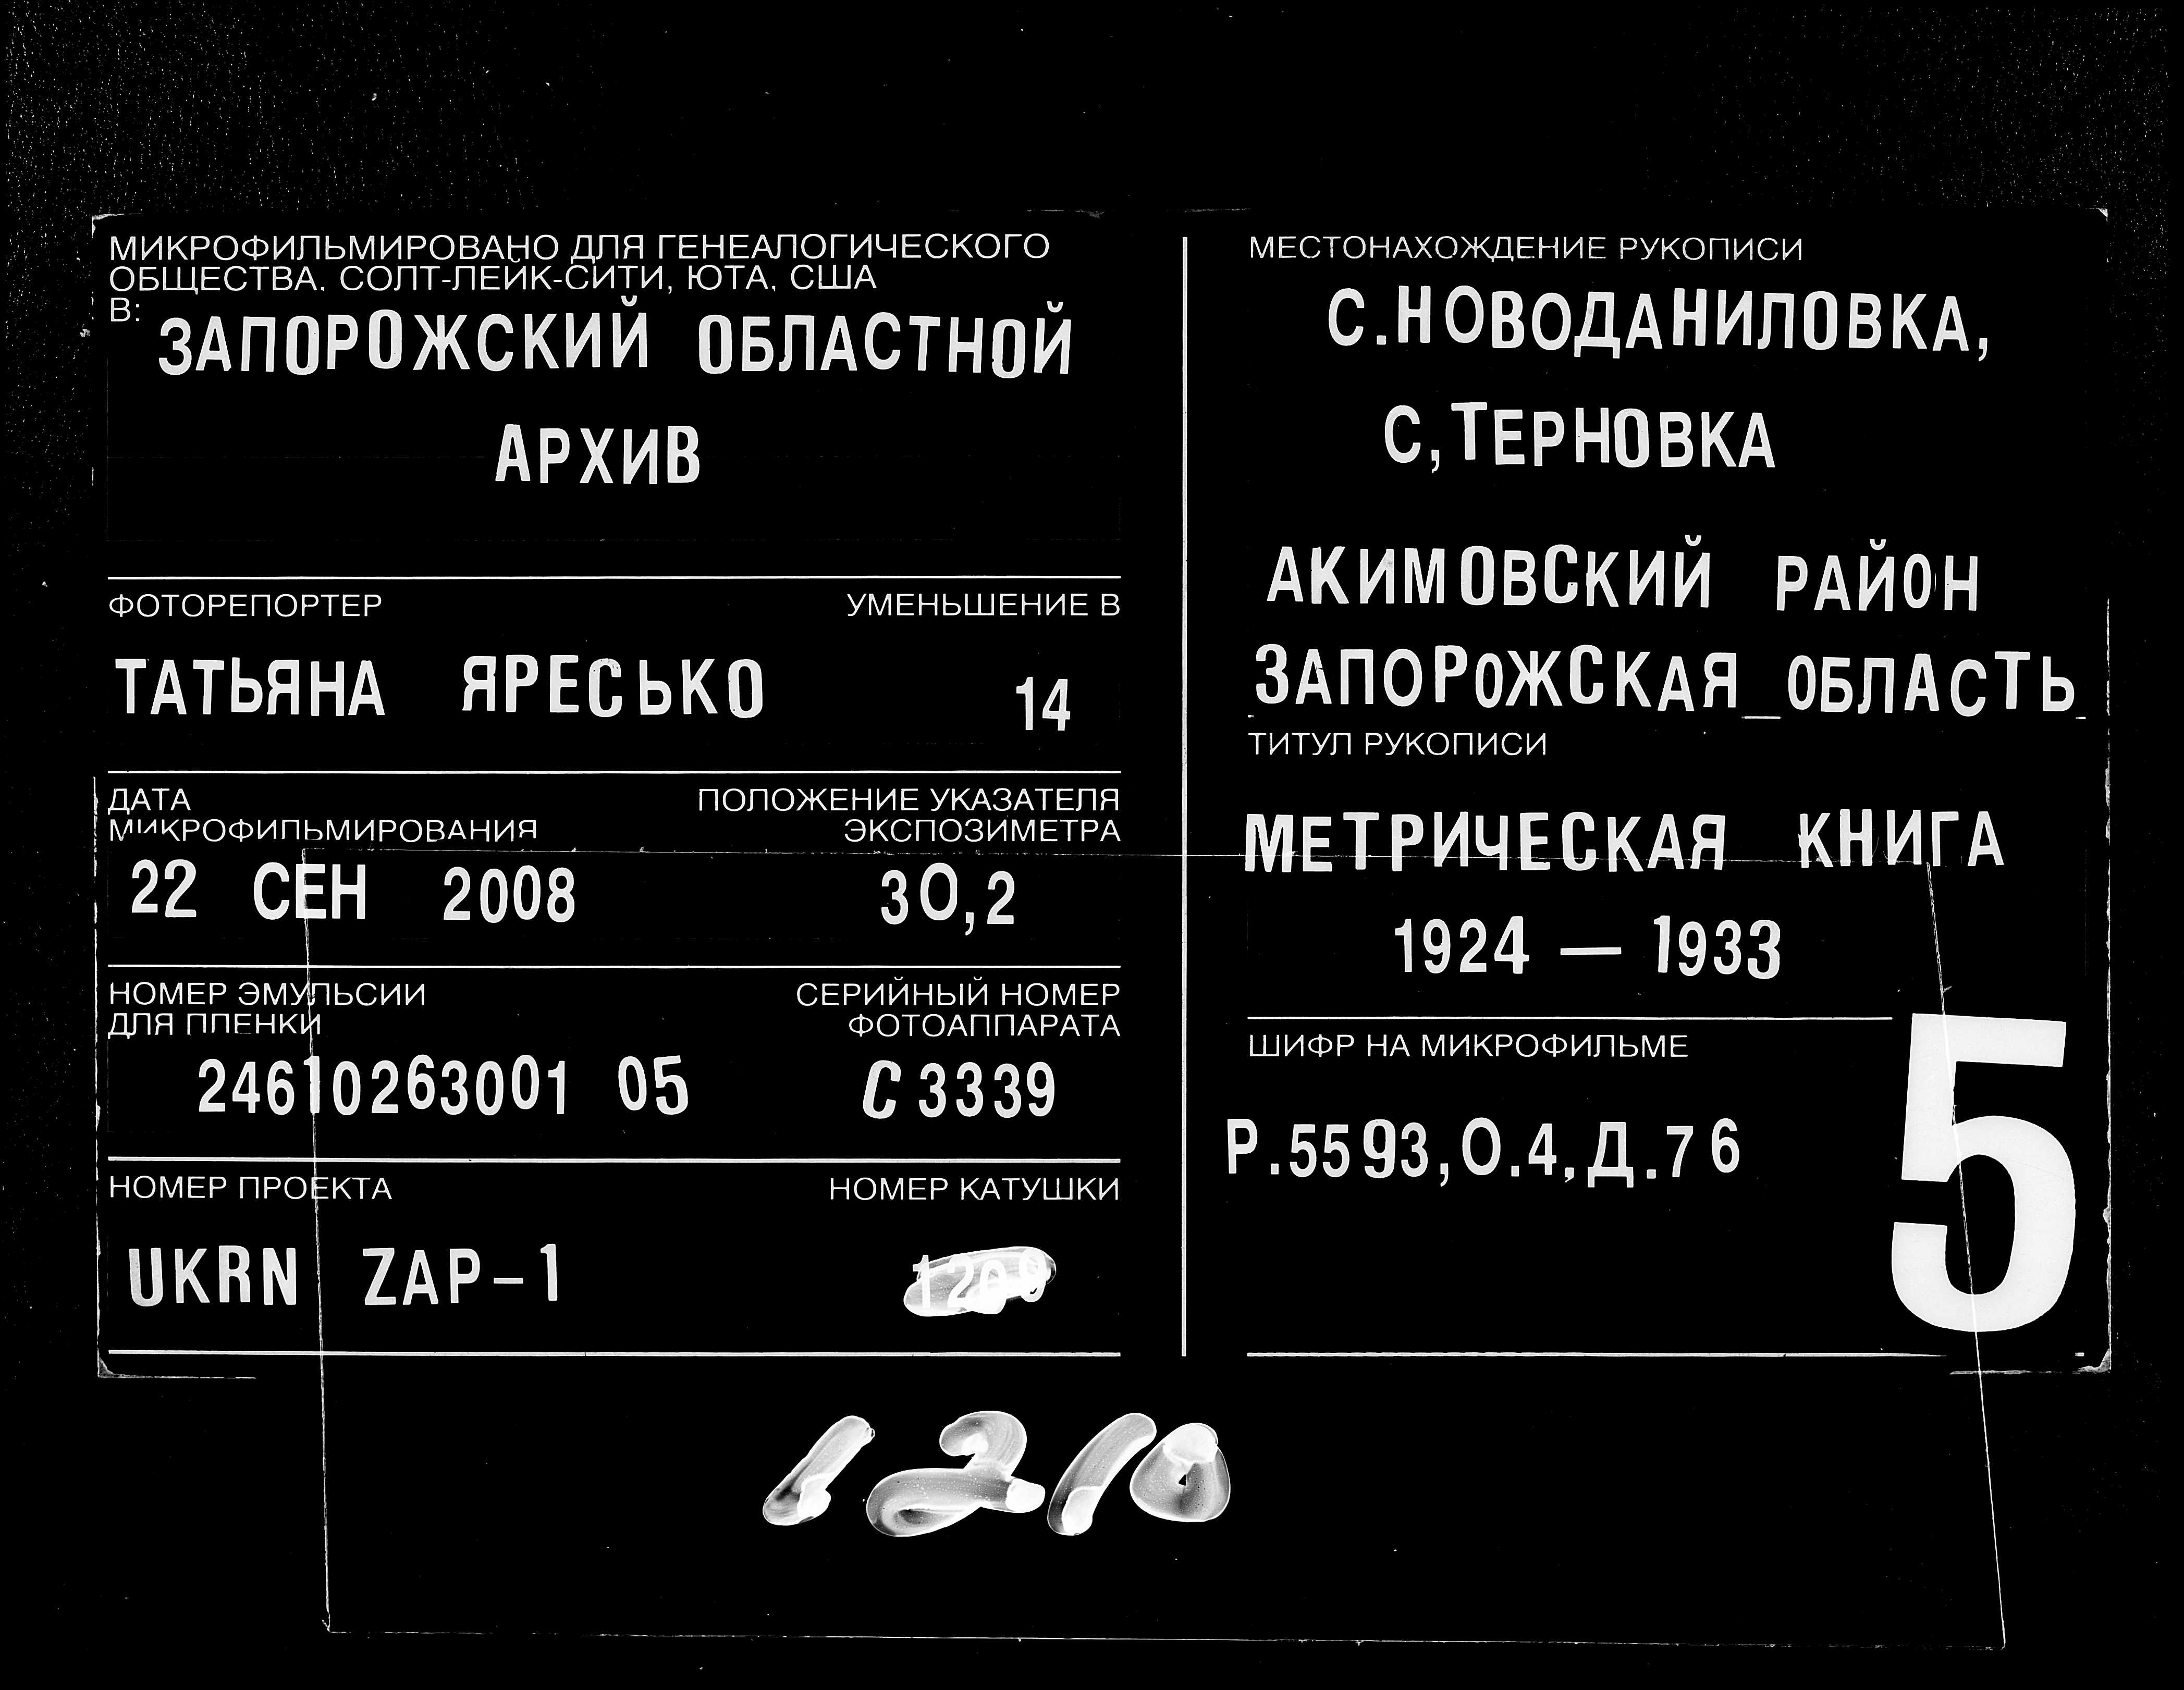 МИКРОФИЛЬМИРОВАНО ДЛЯ ГЕНЕАЛОГИЧЕСКОГО
ОБЩЕСТВА, СОЛТ-ЛЕЙК-СИТИ, ЮТА, США
В:
ЗАПОРОЖСКИЙ ОБЛАСТНОЙ
АРХИВ
ФОТОРЕПОРТЕР
УМЕНЬШЕНИЕ В
ТАТЬЯНА ЯРЕСЬКО
14
ДАТА
МИКРОФИЛЬМИРОВАНИЯ
ПОЛОЖЕНИЕ УКАЗАТЕЛЯ
ЭКСПОЗИМЕТРА
22 СЕН 2008
30,2
НОМЕР ЭМУЛЬСИИ
ДЛЯ ПЛЕНКИ
СЕРИЙНЫЙ НОМЕР
ФОТОАППАРАТА
24610263001 05
С3339
НОМЕР ПРОЕКТА
НОМЕР КАТУШКИ
UKRN ZAP-1
1209
МЕСТОНАХОЖДЕНИЕ РУКОПИСИ
С.НОВОДАНИЛОВКА,
С,ТЕРНОВКА
АКИМОВСКИЙ РАЙОН
ЗАПОРОЖСКАЯ ОБЛАСТЬ
ТИТУЛ РУКОПИСИ
МЕТРИЧЕСКАЯ КНИГА
1924 — 1933
ШИФР НА МИКРОФИЛЬМЕ
Р.5593,О.4,Д.76
5
1210